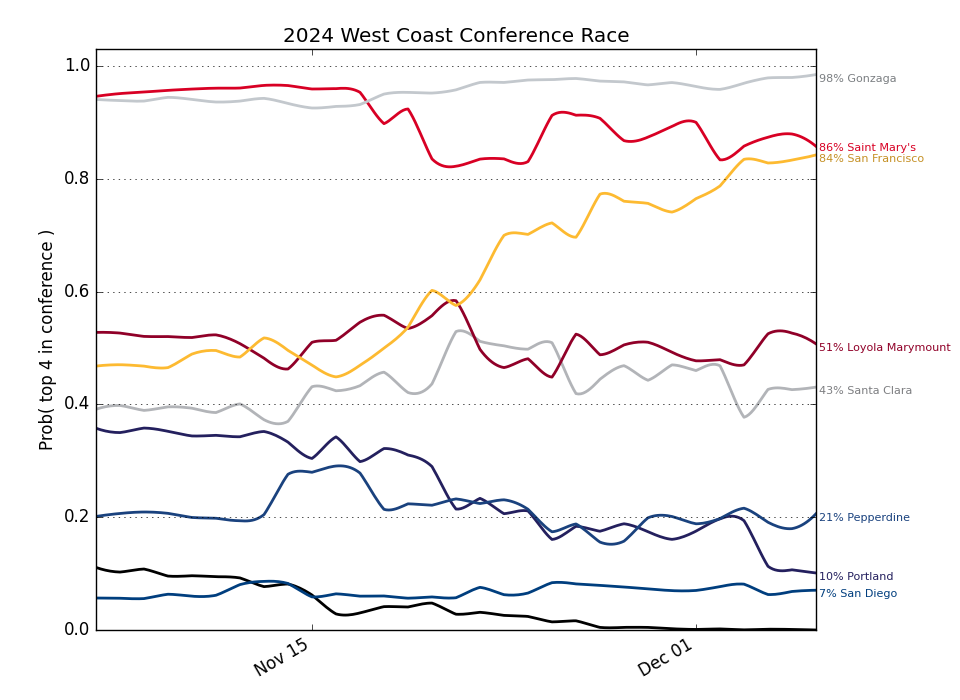 2024 West Coast Conference Race
1.0
98% Gonzaga
86% Saint Mary's
84% San Francisco
0.8
0.6
Prob( top 4 in conference )
51% Loyola Marymount
0.4
43% Santa Clara
0.2
21% Pepperdine
10% Portland
7% San Diego
0.0
Nov 15
Dec 01